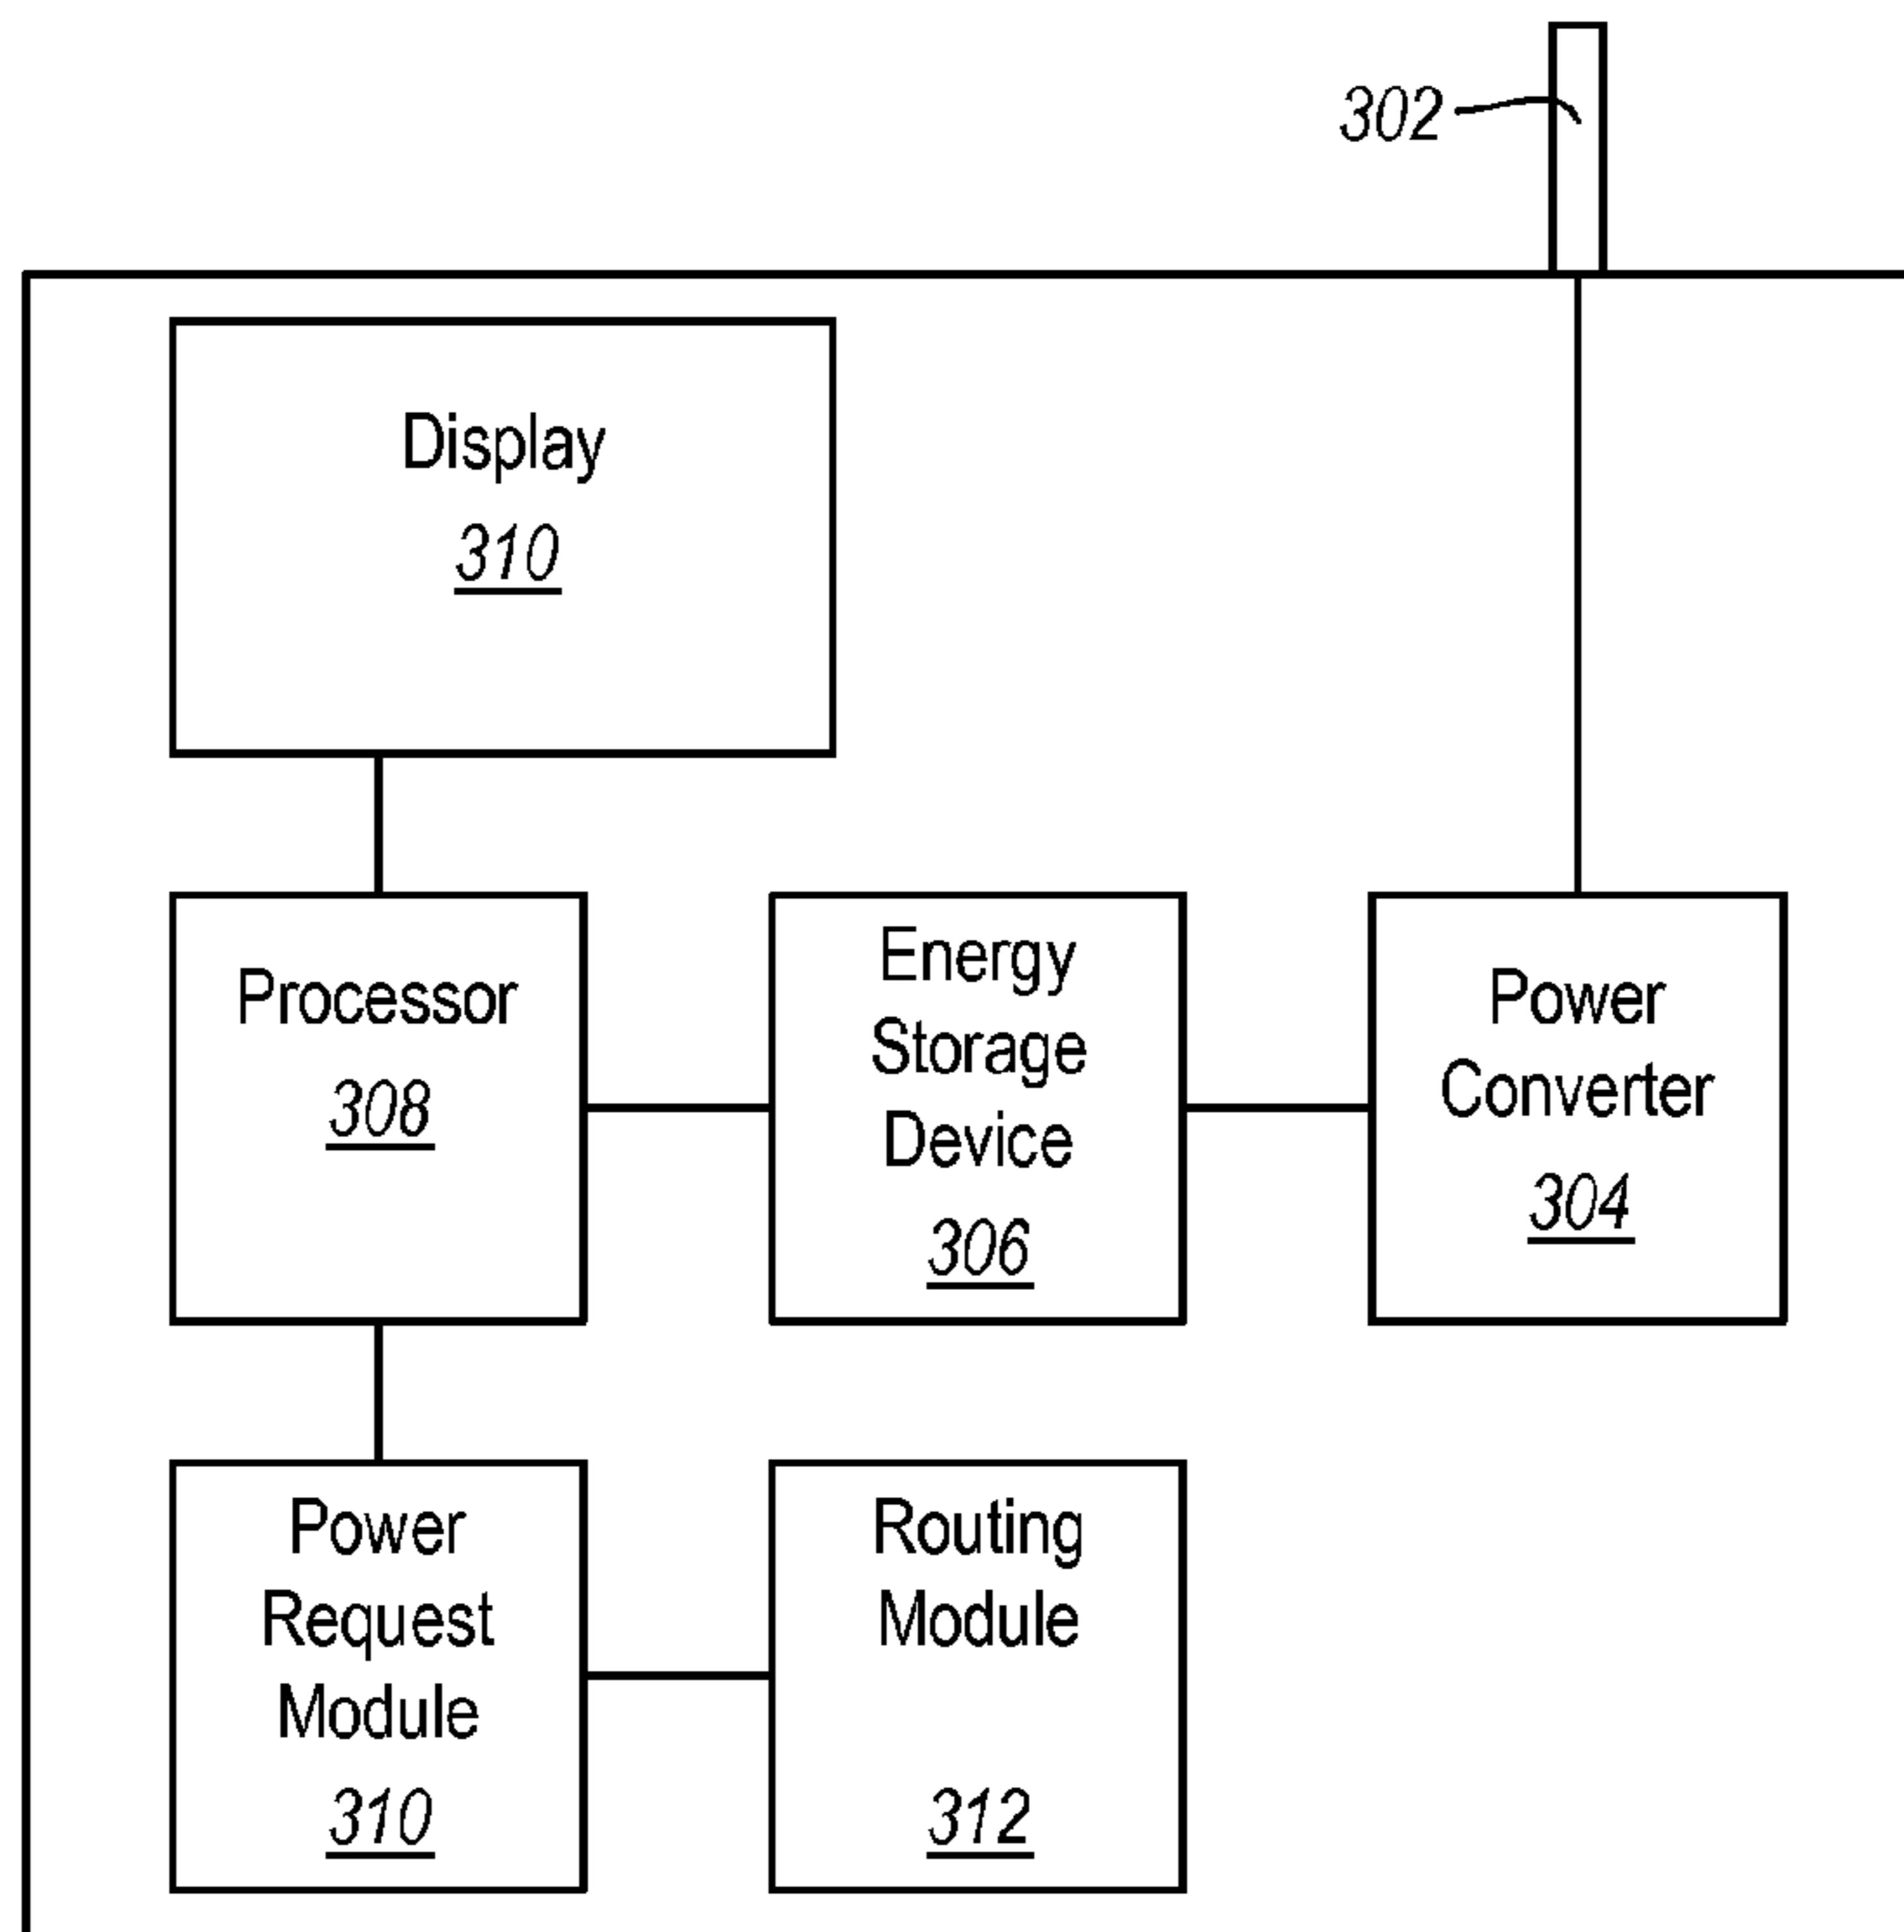 302
Display
310
Processor
308
Energy
Storage
Device
306
Power
Converter
304
Power
Request
Module
310
Routing
Module
312